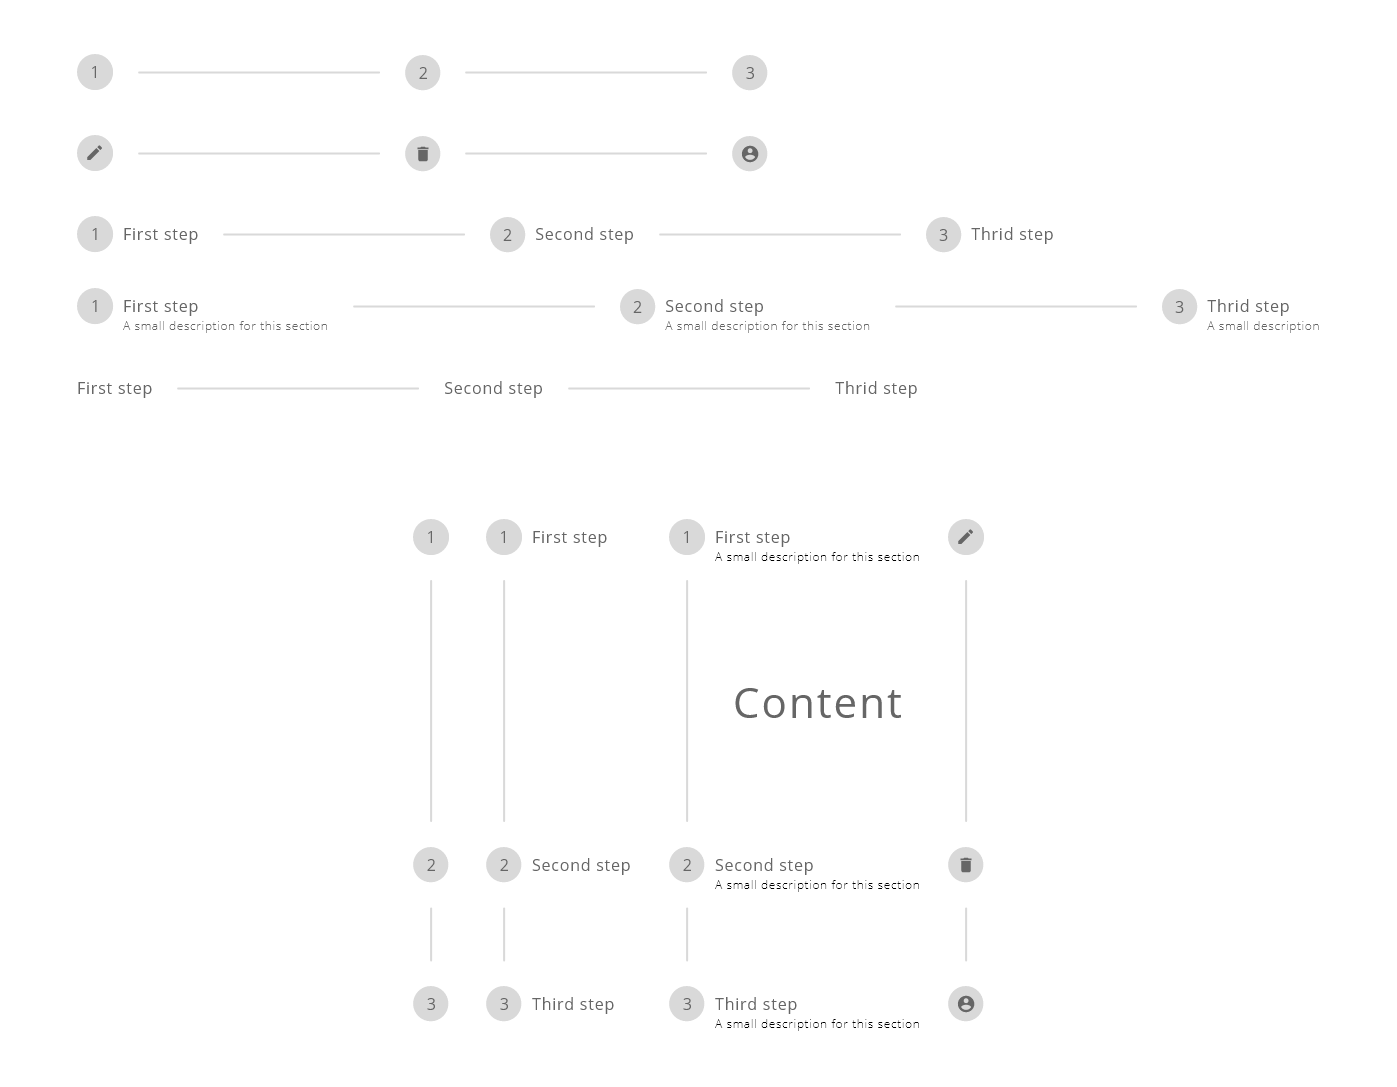 1 2 3
1 First step 2 Second step 3 Thrid step
1 First step 2 Second step 3 Thrid step
A small description for this section A small description for this section A small description
First step Second step Thrid step
1 1 First step 1 First step
A small description for this section
Content
2 2 Second step 2 Second step
A small description for this section
3 3 Third step 3 Third step
A small description for this section